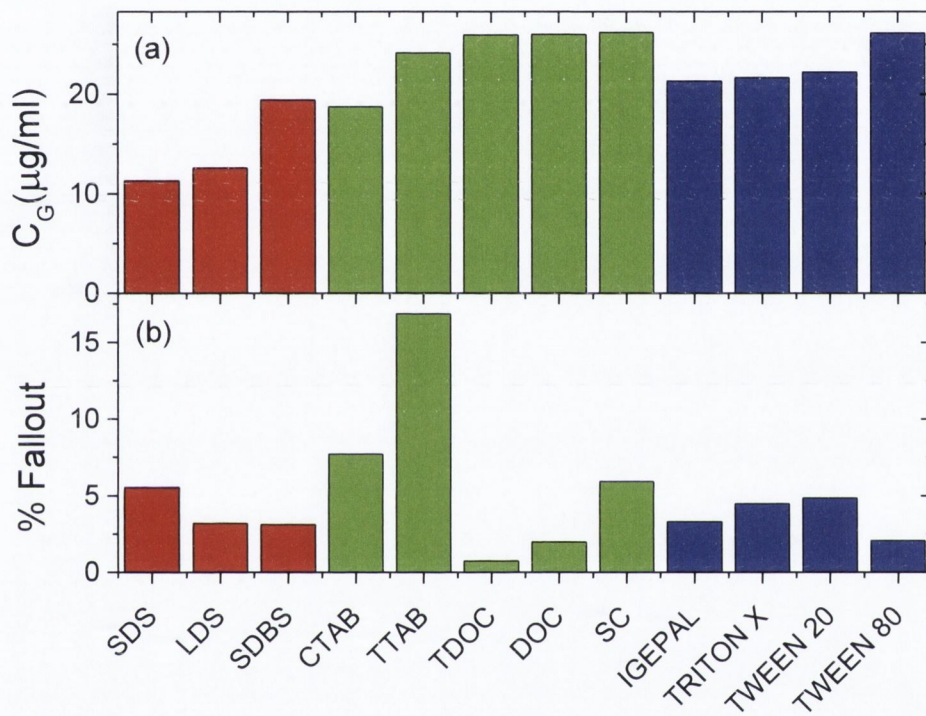 (a)
C_G(µg/ml)
20
10
0
(b)
% Fallout
15
10
5
0
SDS
LDS
SDBS
CTAB
TTAB
TDOC
DOC
SC
IGEPAL
TRITON X
TWEEN 20
TWEEN 80